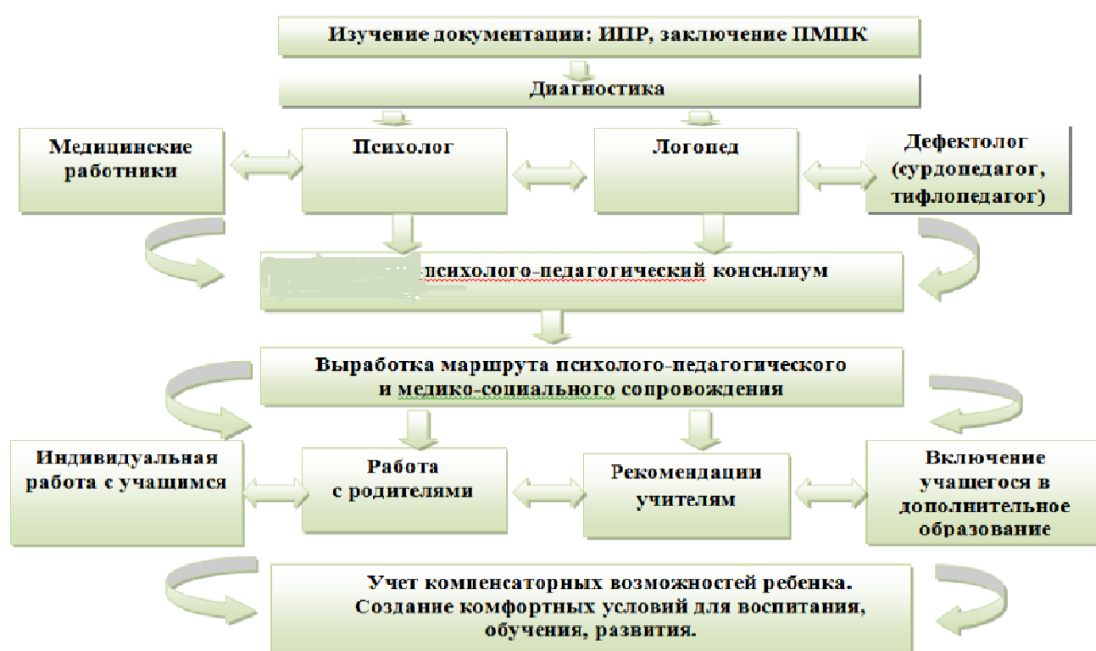 Изучение документации: ИПР, заключение ПМПК
Диагностика
Медицинские
работники
Психолог
Логопед
Дефектолог
(сурдопедагог,
тифлопедагог)
-психолого-педагогический консилиум
Выработка маршрута психолого-педагогического
и медико-социального сопровождения
Индивидуальная
работа с учащимся
Работа
с родителями
Рекомендации
учителям
Включение
учащегося в
дополнительное
образование
Учет компенсаторных возможностей ребенка.
Создание комфортных условий для воспитания,
обучения, развития.